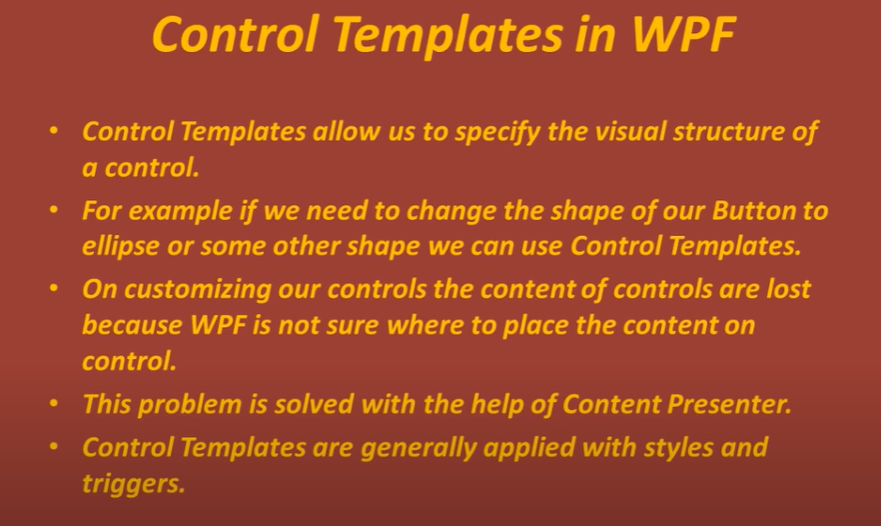 Control Templates in WPF
• Control Templates allow us to specify the visual structure of
a control.
• For example if we need to change the shape of our Button to
ellipse or some other shape we can use Control Templates.
• On customizing our controls the content of controls are lost
because WPF is not sure where to place the content on
control.
• This problem is solved with the help of Content Presenter.
• Control Templates are generally applied with styles and
triggers.